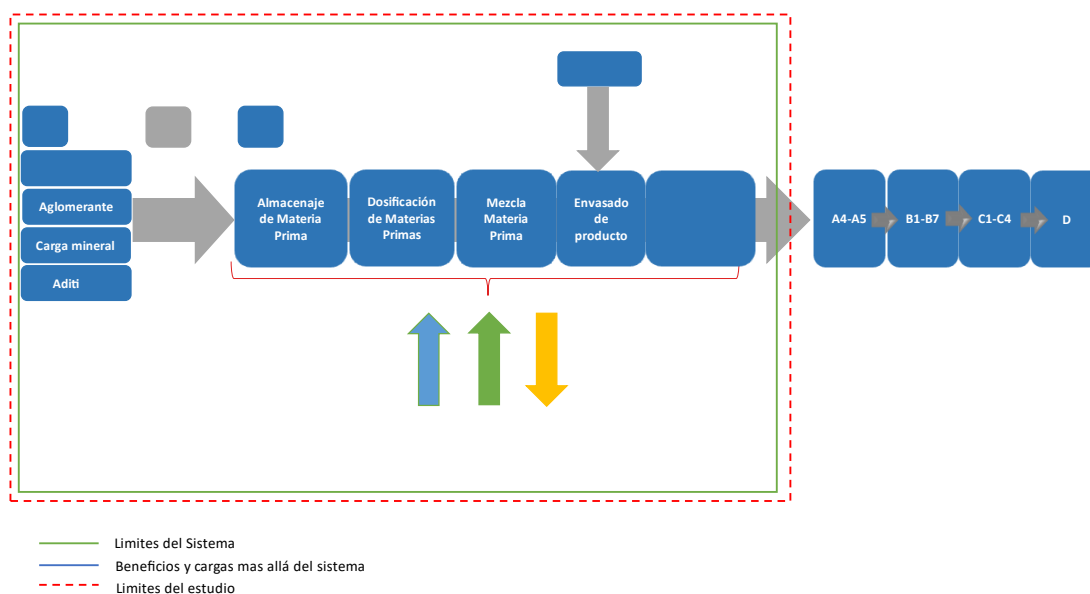 Aglomerante
Carga mineral
Aditi
Almacenaje
de Materia
Prima
Dosificación
de Materias
Primas
Mezcla
Materia
Prima
Envasado
de
producto
A4-A5
B1-B7
C1-C4
D
Limites del Sistema
Beneficios y cargas mas allá del sistema
Limites del estudio